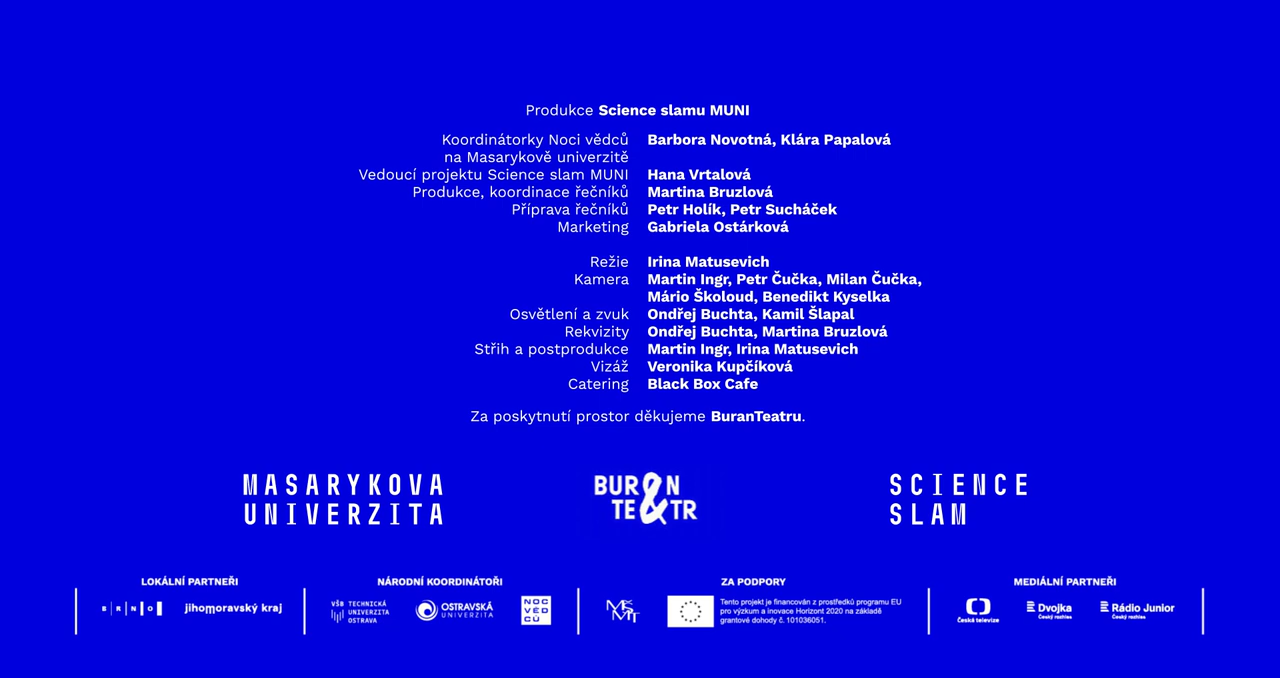 Produkce Science slamu MUNI
Koordinátorky Noci vědců Barbora Novotná, Klára Papalová
na Masarykově univerzitě
Vedoucí projektu Science slam MUNI Hana Vrtalová
Produkce, koordinace řečníků Martina Bruzlová
Příprava řečníků Petr Holík, Petr Sucháček
Marketing Gabriela Ostárková
Režie Irina Matusevich
Kamera Martin Ingr, Petr Čučka, Milan Čučka,
Mário Školoud, Benedikt Kyselka
Osvětlení a zvuk Ondřej Buchta, Kamil Šlapal
Rekvizity Ondřej Buchta, Martina Bruzlová
Střih a postprodukce Martin Ingr, Irina Matusevich
Vizáž Veronika Kupčíková
Catering Black Box Cafe
Za poskytnutí prostor děkujeme BuranTeatru.
MASARYKOVA
UNIVERZITA
BUR&N
TE&TR
SCIENCE
SLAM
LOKÁLNÍ PARTNEŘI
BRNO
jihomoravský kraj
NÁRODNÍ KOORDINÁTOŘI
VŠB TECHNICKÁ
UNIVERZITA
OSTRAVA
OSTRAVSKÁ
UNIVERZITA
NOC
VĚD
CŮ
ZA PODPORY
MŠMT
Tento projekt je financován z prostředků programu EU
pro výzkum a inovace Horizont 2020 na základě
grantové dohody č. 101036051.
MEDIÁLNÍ PARTNEŘI
Česká televize
Dvojka
Český rozhlas
Rádio Junior
Český rozhlas